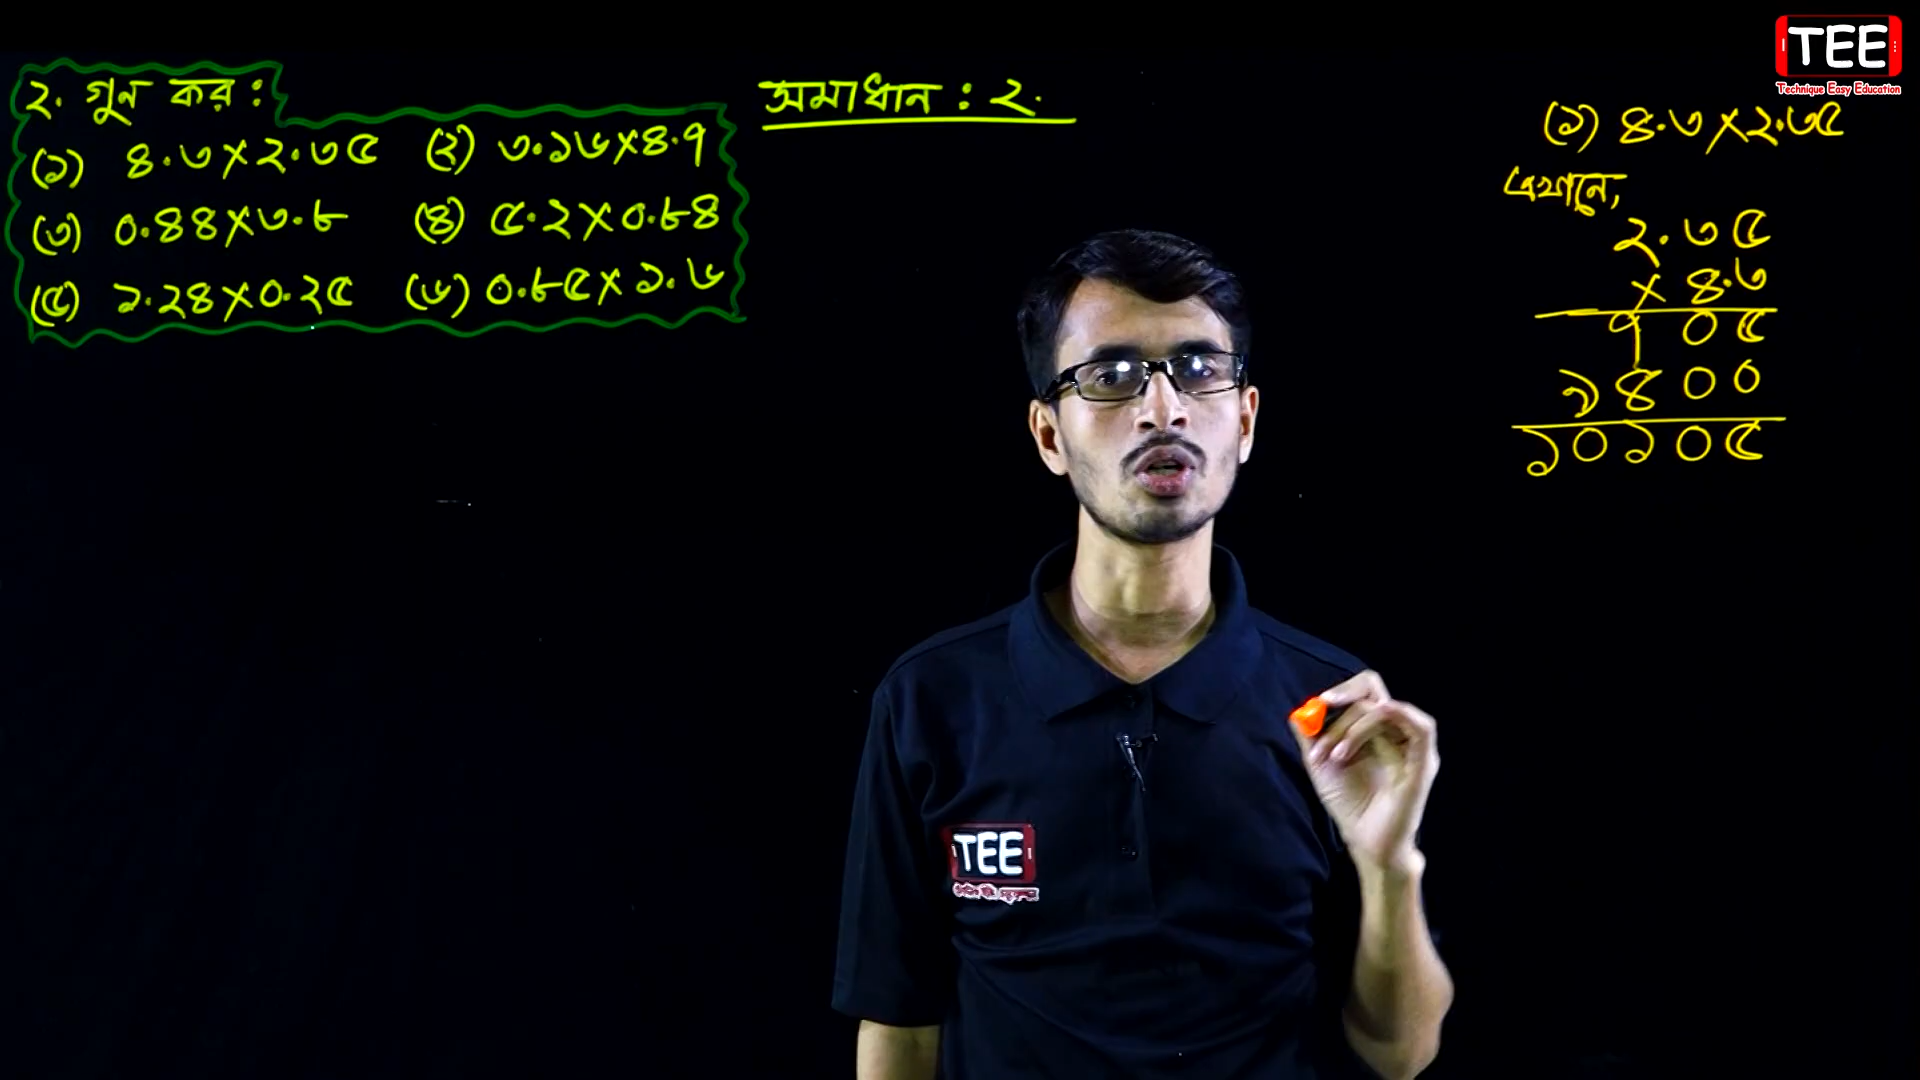 ২. গুন কর :
(১) ৪.৩×২.৩৫ (২) ৩.১৬×৪.৭
(৩) ০.৪৪×৩.৮ (৪) ৫.২×০.৮৪
(৫) ১.২৪×০.২৫ (৬) ০.৮৫×১.৬
সমাধান : ২.
TEE
Technique Easy Education
(১) ৪.৩×২.৩৫
এখানে,
২.৩৫
×৪.৩
৭০৫
৯৪০০
১০১০৫
TEE